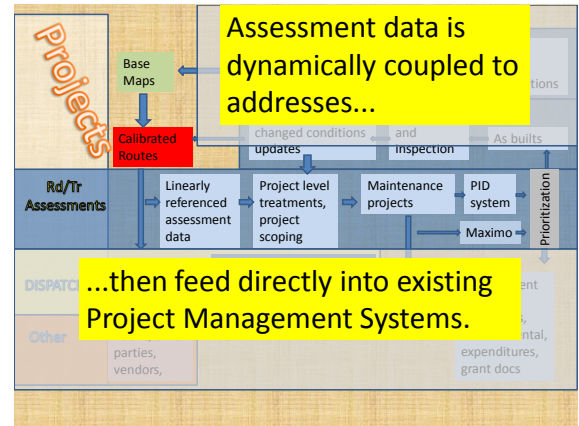 Projects
Assessment data is
dynamically coupled to
addresses...
Base
Maps
Calibrated
Routes
changed conditions
updates
and
inspection
As builts
Rd/Tr
Assessments
Linearly
referenced
assessment
data
Project level
treatments,
project
scoping
Maintenance
projects
PID
system
Maximo
Prioritization
...then feed directly into existing
Project Management Systems.
Other
parties,
vendors,
expenditures,
grant docs